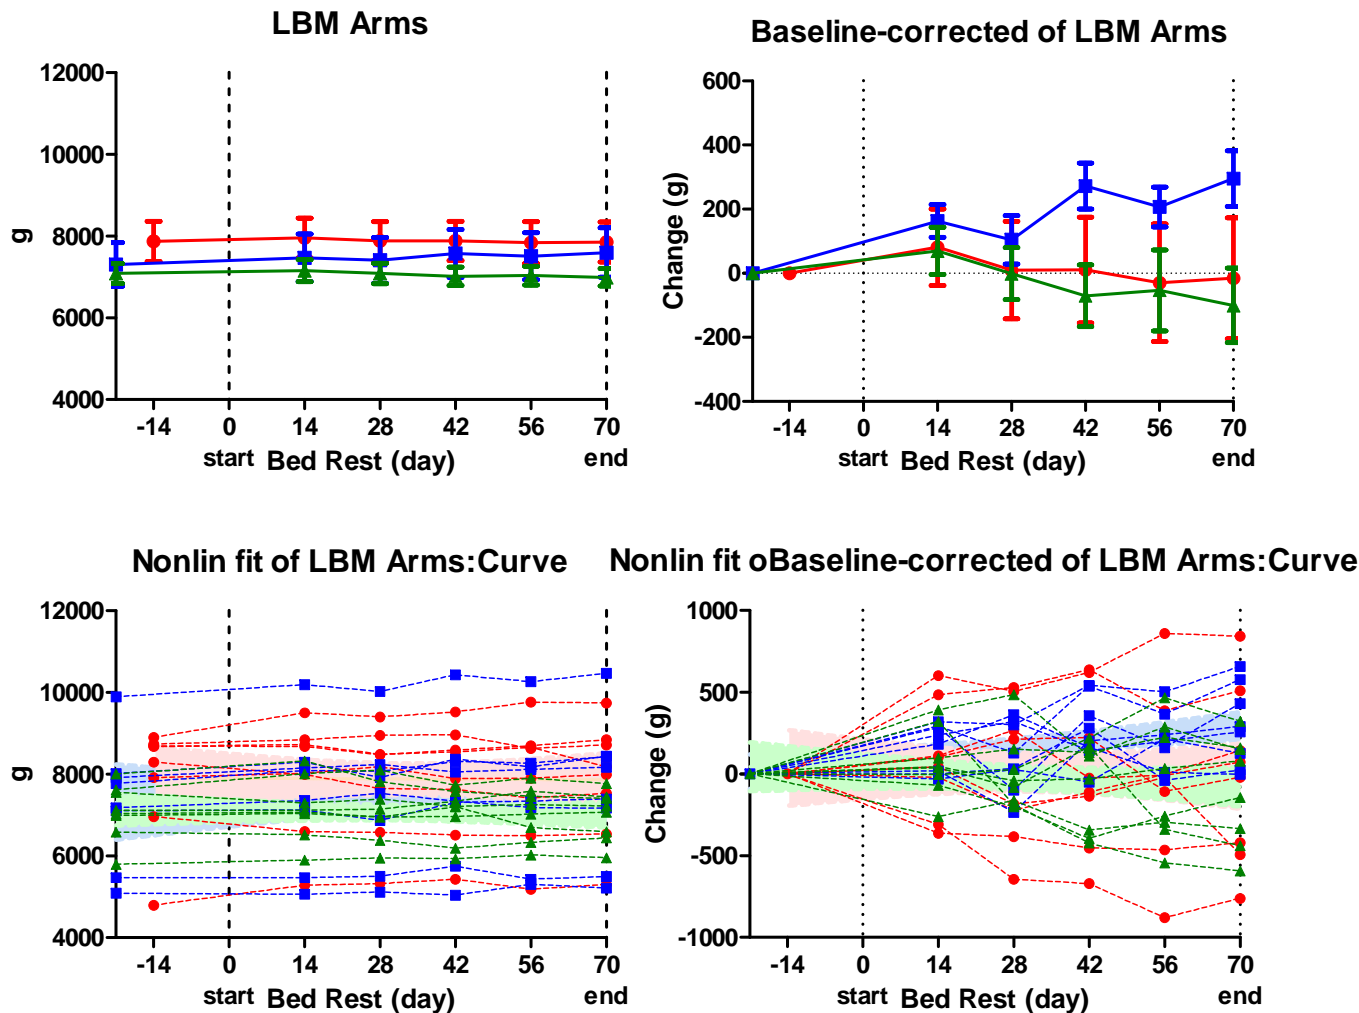 LBM Arms
12000
10000
8000
6000
4000
g
-14 0 14 28 42 56 70
start Bed Rest (day) end
Baseline-corrected of LBM Arms
600
400
200
0
-200
-400
Change (g)
-14 0 14 28 42 56 70
start Bed Rest (day) end
Nonlin fit of LBM Arms:Curve
12000
10000
8000
6000
4000
g
-14 0 14 28 42 56 70
start Bed Rest (day) end
Nonlin fit oBaseline-corrected of LBM Arms:Curve
1000
500
0
-500
-1000
Change (g)
-14 0 14 28 42 56 70
start Bed Rest (day) end